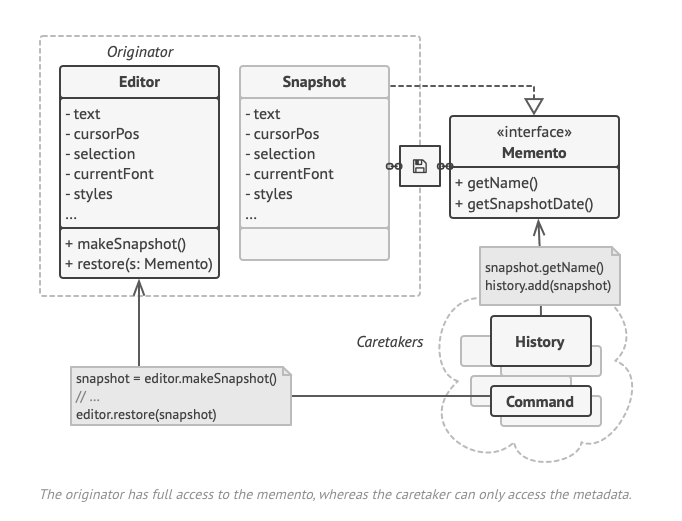 Originator
Editor
- text
- cursorPos
- selection
- currentFont
- styles
...
+ makeSnapshot()
+ restore(s: Memento)
Snapshot
- text
- cursorPos
- selection
- currentFont
- styles
...
«interface»
Memento
+ getName()
+ getSnapshotDate()
snapshot.getName()
history.add(snapshot)
Caretakers
History
Command
snapshot = editor.makeSnapshot()
// ...
editor.restore(snapshot)
The originator has full access to the memento, whereas the caretaker can only access the metadata.